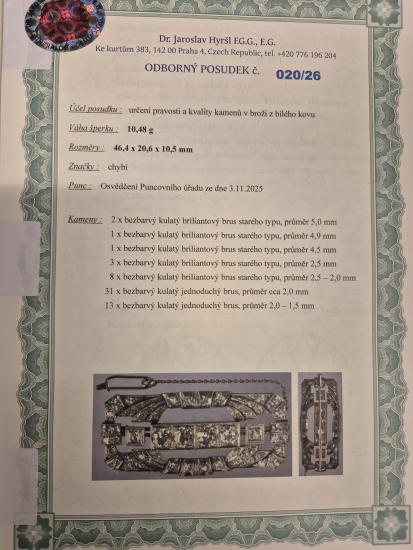 Dr. Jaroslav Hyršl EG.G., E.G.
Ke kurtům 383, 142 00 Praha 4, Czech Republic, tel. +420 776 196 204
ODBORNÝ POSUDEK č. 020/26
Účel posudku : určení pravosti a kvality kamenů v broži z bílého kovu
Váha šperku : 10,48 g
Rozměry : 46,4 x 20,6 x 10,5 mm
Značky : chybí
Punc : Osvědčení Puncovního úřadu ze dne 3.11.2025
Kameny : 2 x bezbarvý kulatý briliantový brus starého typu, průměr 5,0 mm
1 x bezbarvý kulatý briliantový brus starého typu, průměr 4,9 mm
1 x bezbarvý kulatý briliantový brus starého typu, průměr 4,5 mm
3 x bezbarvý kulatý briliantový brus starého typu, průměr 2,5 mm
8 x bezbarvý kulatý briliantový brus starého typu, průměr 2,5 – 2,0 mm
31 x bezbarvý kulatý jednoduchý brus, průměr cca 2,0 mm
13 x bezbarvý kulatý jednoduchý brus, průměr 2,0 – 1,5 mm